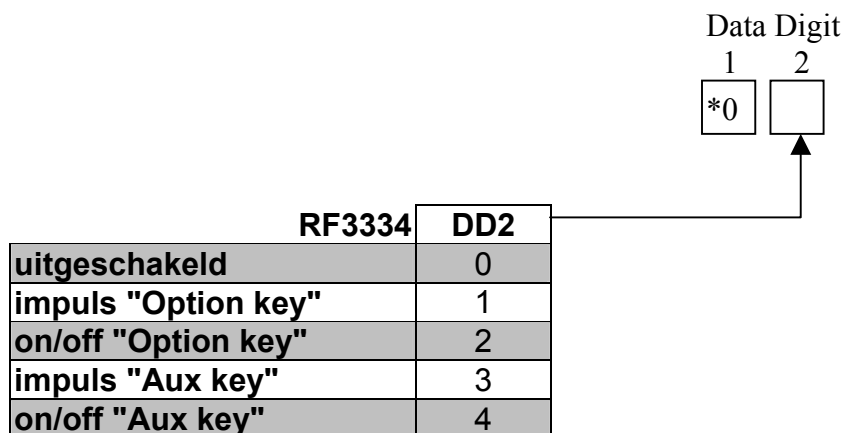 Data Digit
1 2
*0
RF3334 DD2
uitgeschakeld 0
impuls "Option key" 1
on/off "Option key" 2
impuls "Aux key" 3
on/off "Aux key" 4